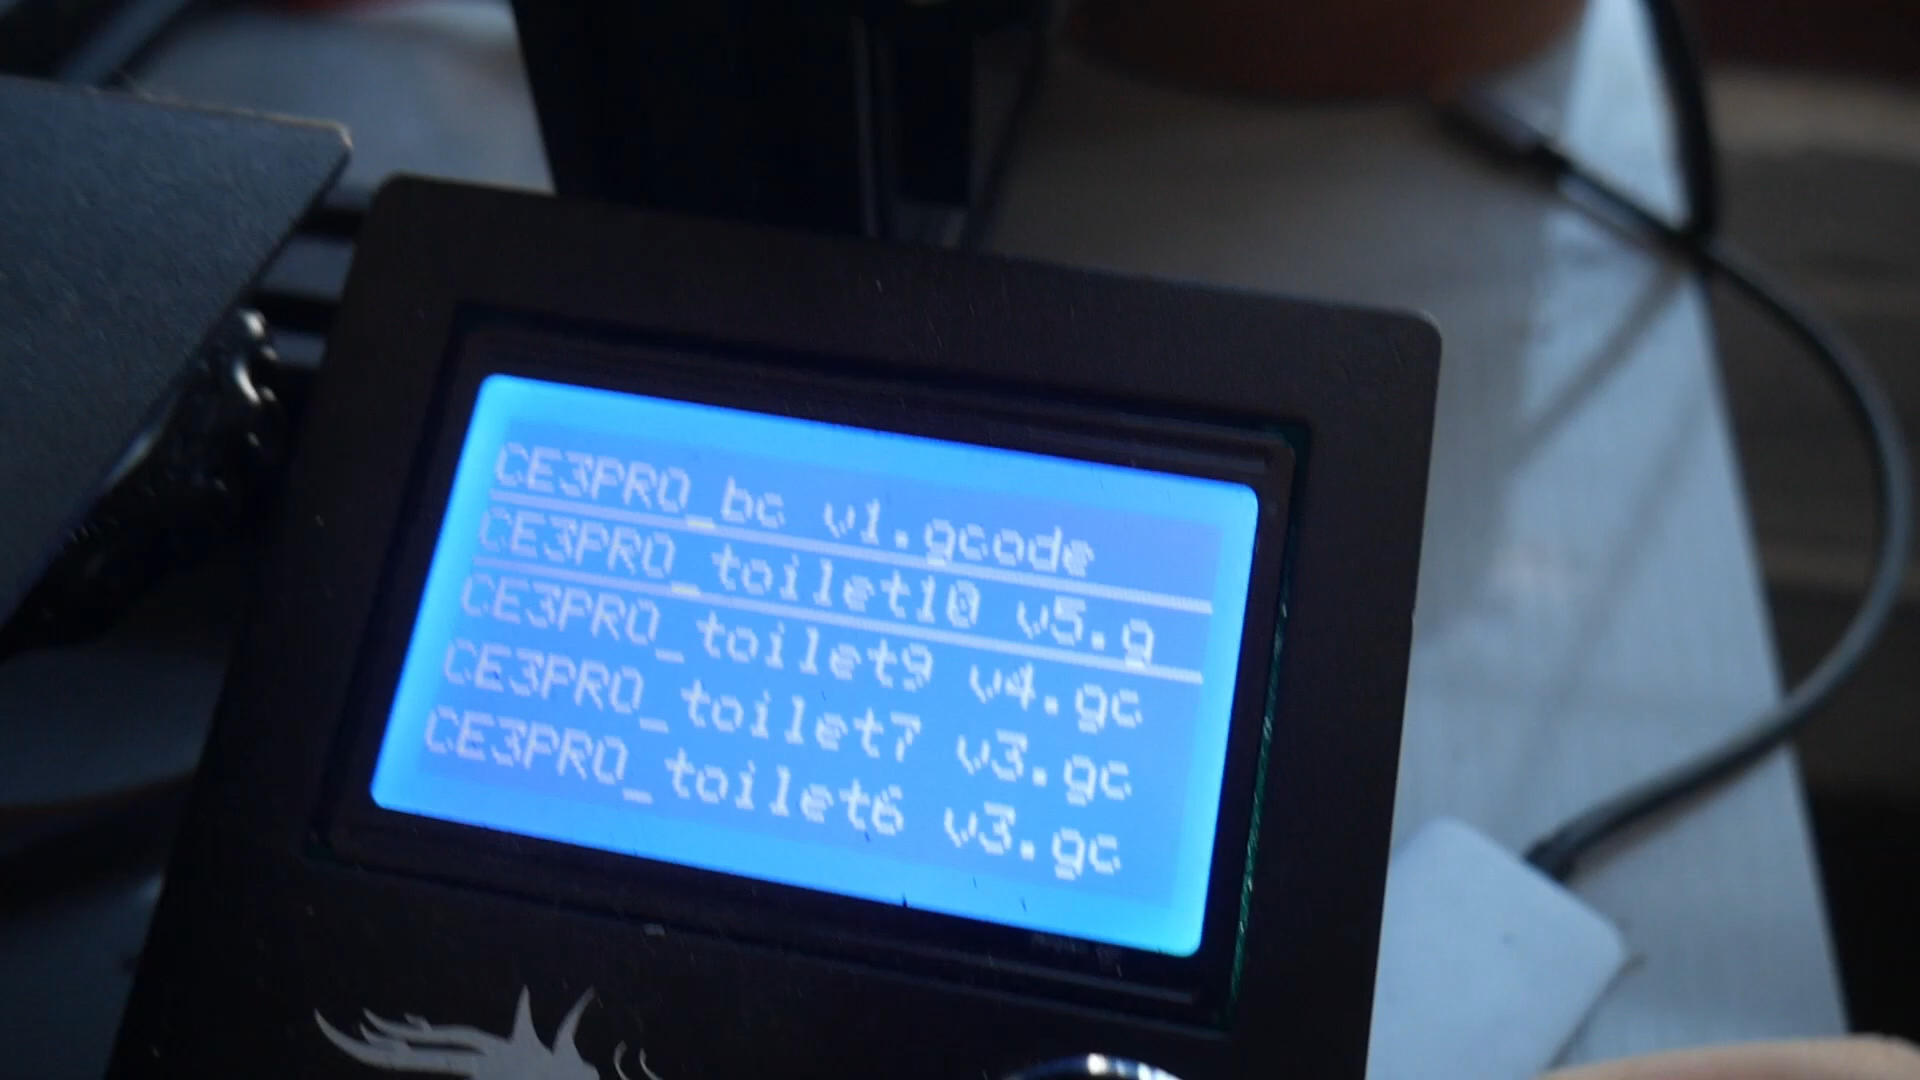 CE3PRO_bc v1.gcode
CE3PRO_toilet10 v5.g
CE3PRO_toilet9 v4.gc
CE3PRO_toilet7 v3.gc
CE3PRO_toilet6 v3.gc